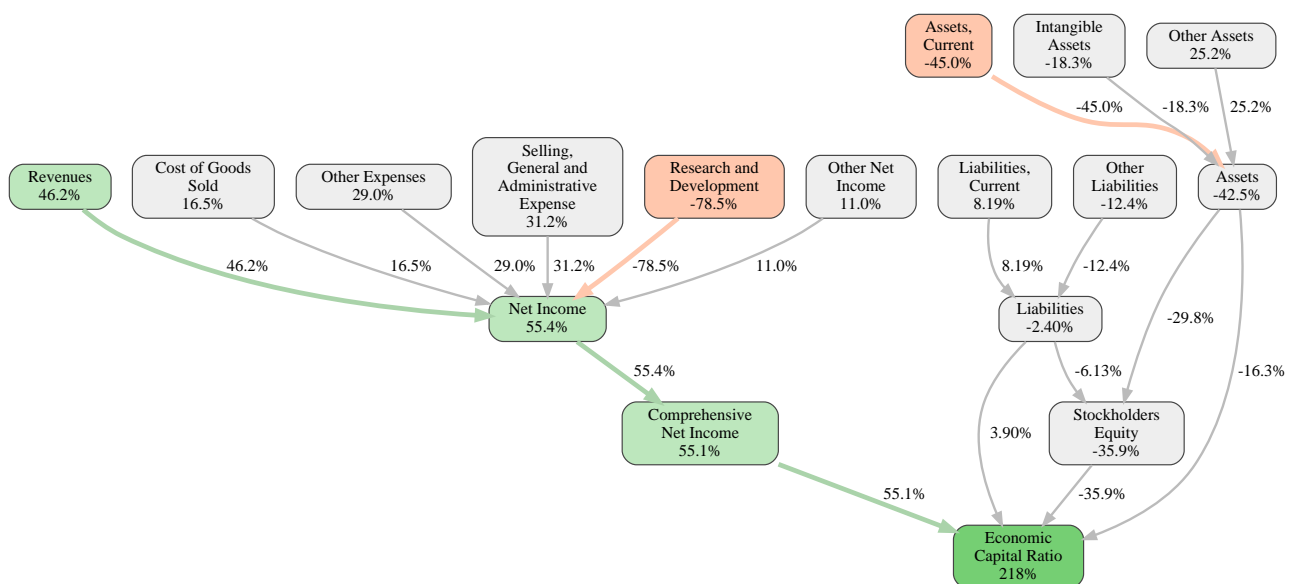 Assets,
Current
-45.0%
Intangible
Assets
-18.3%
Other Assets
25.2%
-45.0%
-18.3%
25.2%
Revenues
46.2%
Cost of Goods
Sold
16.5%
Other Expenses
29.0%
Selling,
General and
Administrative
Expense
31.2%
Research and
Development
-78.5%
Other Net
Income
11.0%
Liabilities,
Current
8.19%
Other
Liabilities
-12.4%
Assets
-42.5%
46.2%
16.5%
29.0%
31.2%
-78.5%
11.0%
8.19%
-12.4%
Net Income
55.4%
Liabilities
-2.40%
-29.8%
55.4%
-6.13%
-16.3%
Comprehensive
Net Income
55.1%
3.90%
Stockholders
Equity
-35.9%
55.1%
-35.9%
Economic
Capital Ratio
218%